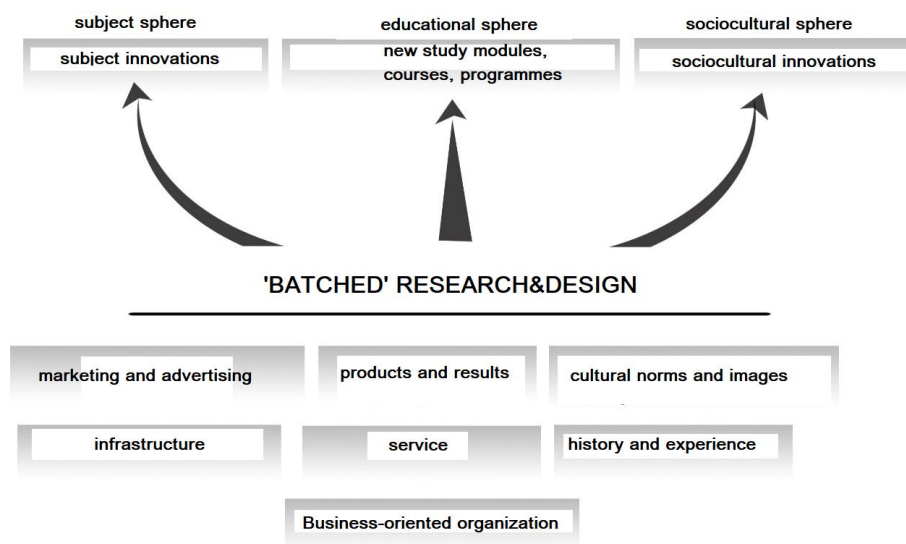 subject sphere
educational sphere
sociocultural sphere
subject innovations
new study modules,
courses, programmes
sociocultural innovations
'BATCHED' RESEARCH&DESIGN
marketing and advertising
products and results
cultural norms and images
infrastructure
service
history and experience
Business-oriented organization